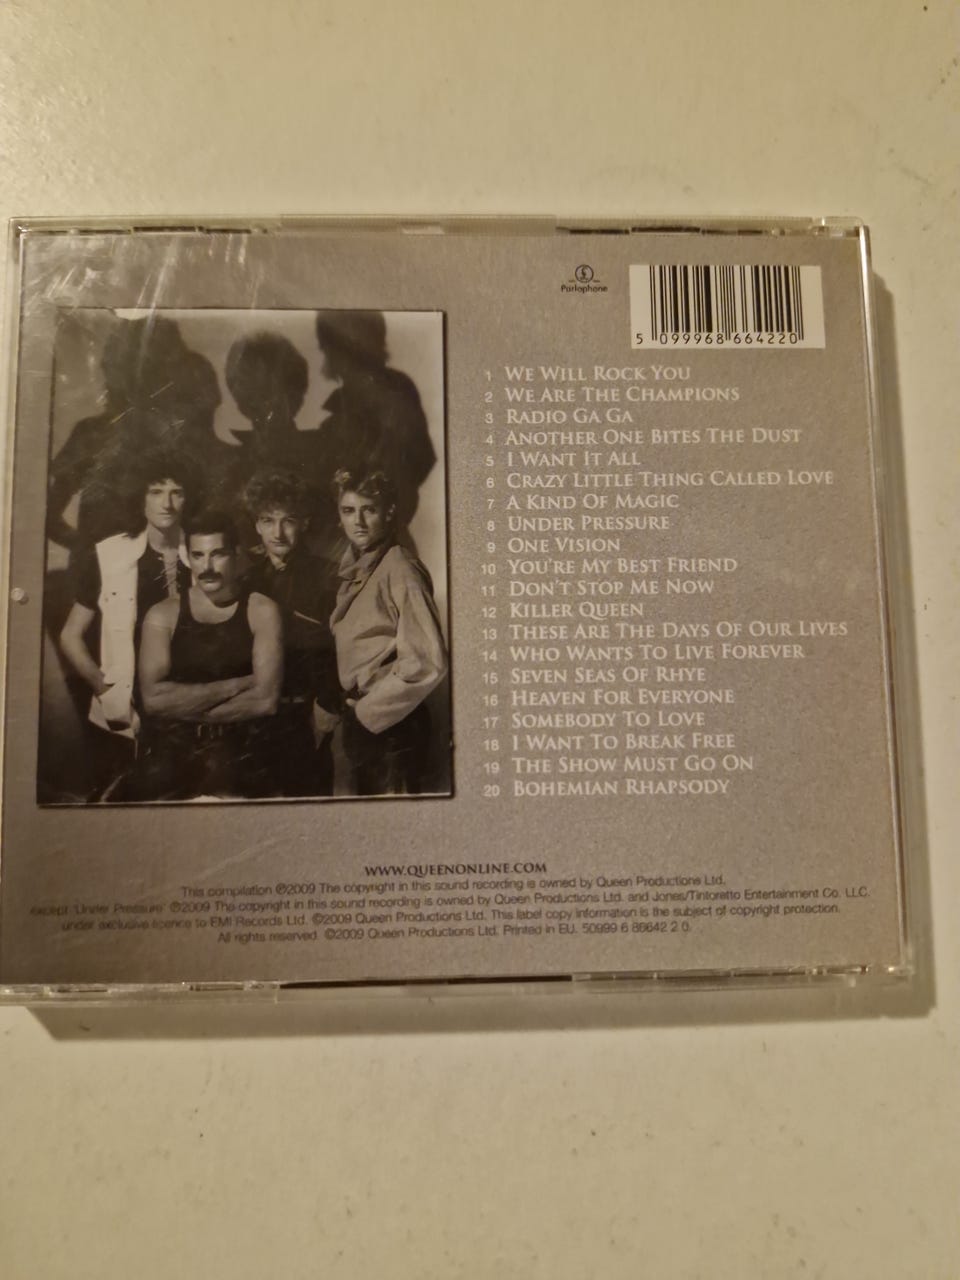 Parlophone
5 099968 664220
1 WE WILL ROCK YOU
2 WE ARE THE CHAMPIONS
3 RADIO GA GA
4 ANOTHER ONE BITES THE DUST
5 I WANT IT ALL
6 CRAZY LITTLE THING CALLED LOVE
7 A KIND OF MAGIC
8 UNDER PRESSURE
9 ONE VISION
10 YOU'RE MY BEST FRIEND
11 DON'T STOP ME NOW
12 KILLER QUEEN
13 THESE ARE THE DAYS OF OUR LIVES
14 WHO WANTS TO LIVE FOREVER
15 SEVEN SEAS OF RHYE
16 HEAVEN FOR EVERYONE
17 SOMEBODY TO LOVE
18 I WANT TO BREAK FREE
19 THE SHOW MUST GO ON
20 BOHEMIAN RHAPSODY
WWW.QUEENONLINE.COM
This compilation ℗2009 The copyright in this sound recording is owned by Queen Productions Ltd.
except 'Under Pressure' ℗2009 The copyright in this sound recording is owned by Queen Productions Ltd. and Jones/Tintoretto Entertainment Co. LLC.
under exclusive licence to EMI Records Ltd. ©2009 Queen Productions Ltd. This label copy information is the subject of copyright protection.
All rights reserved. ©2009 Queen Productions Ltd. Printed in EU. 50999 6 86642 2 0.